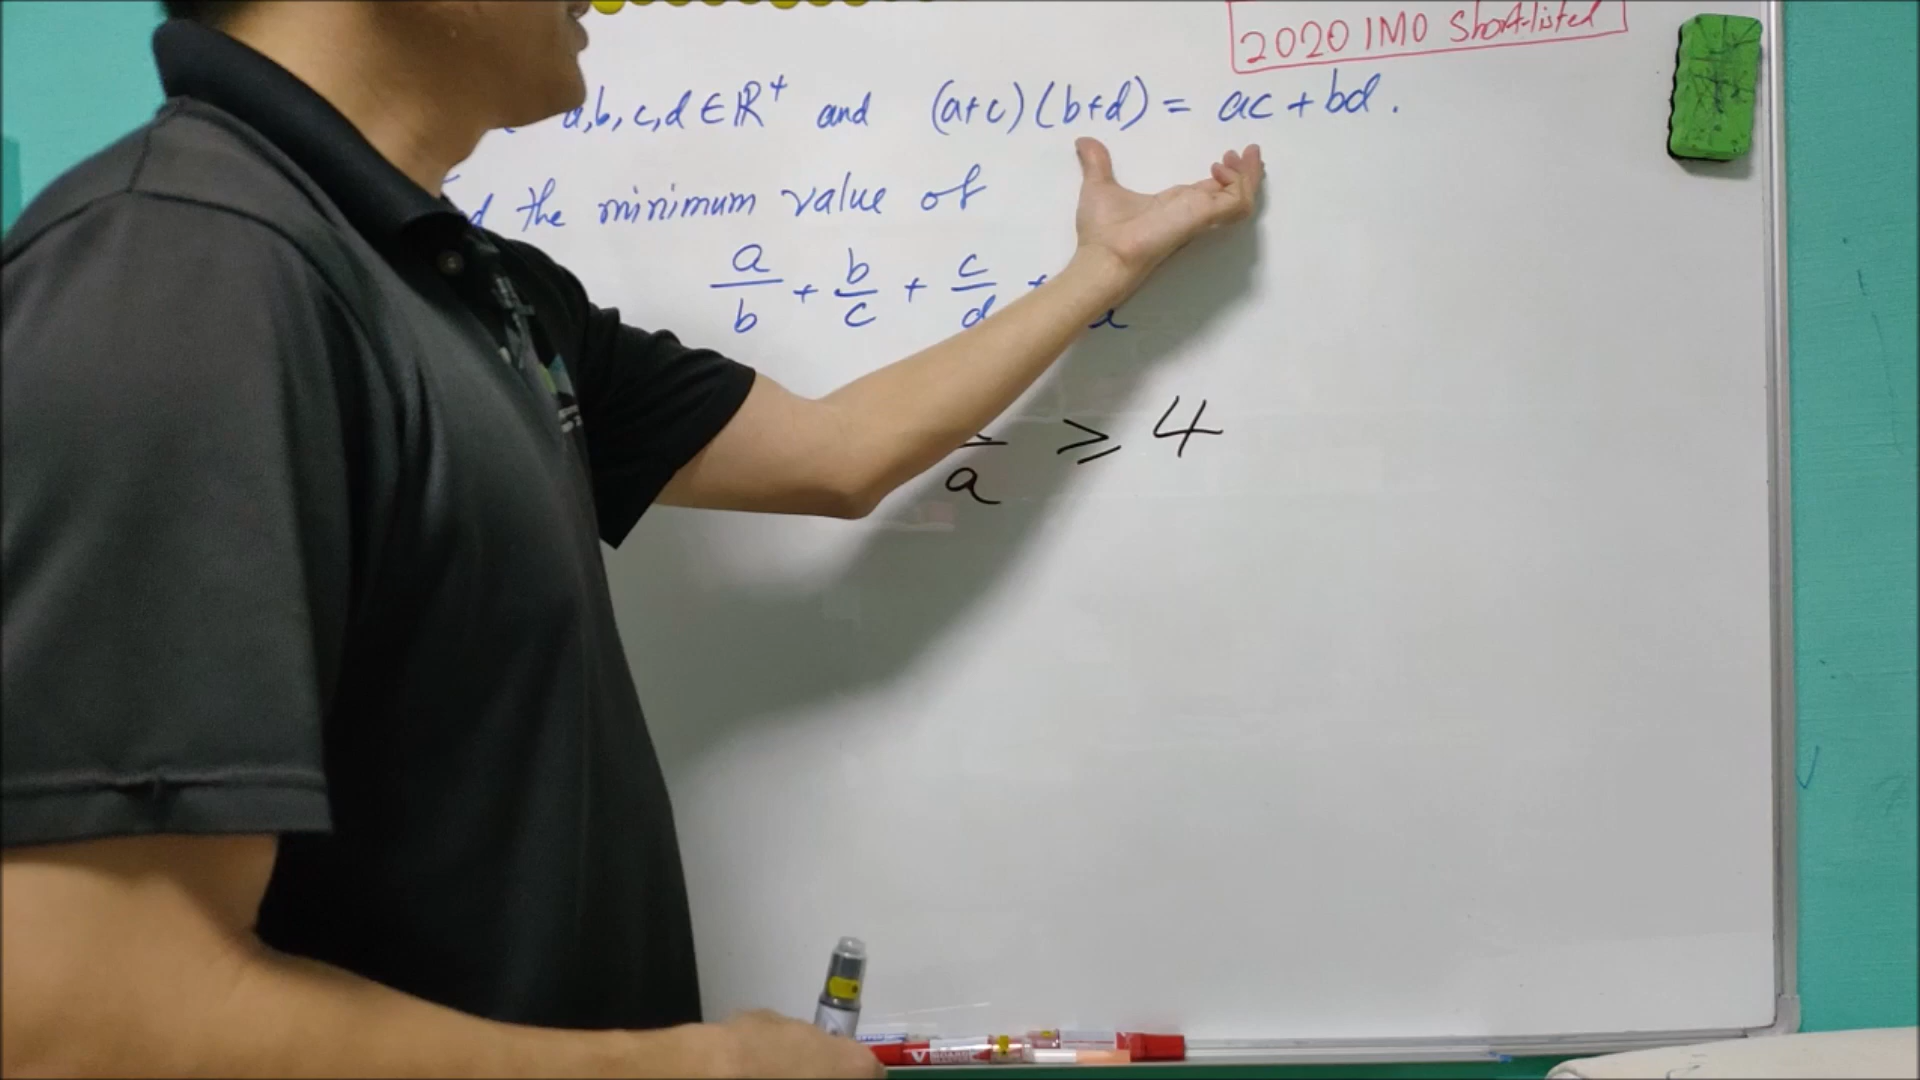 2020 IMO Short-listed
a,b,c,d ∈ ℝ⁺ and (a+c)(b+d) = ac + bd.
the minimum value of
a/b + b/c + c/d +
a ≥ 4